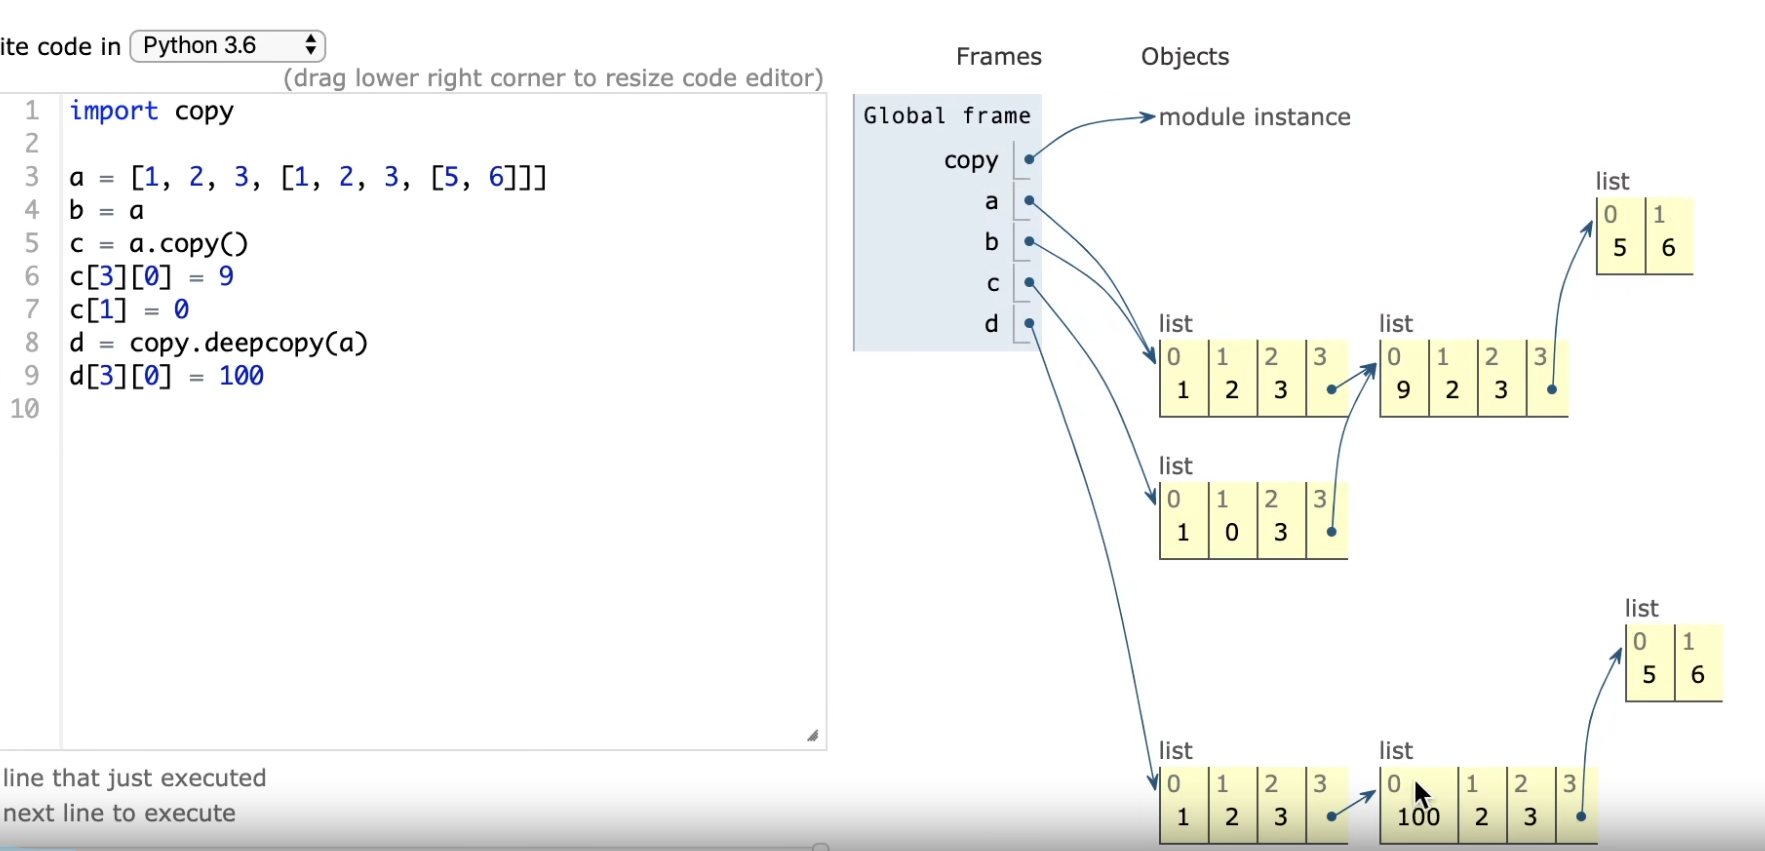 ite code in Python 3.6
(drag lower right corner to resize code editor)
1 import copy
2
3 a = [1, 2, 3, [1, 2, 3, [5, 6]]]
4 b = a
5 c = a.copy()
6 c[3][0] = 9
7 c[1] = 0
8 d = copy.deepcopy(a)
9 d[3][0] = 100
10
line that just executed
next line to execute
Frames Objects
Global frame
copy
a
b
c
d
module instance
list
0 1
5 6
list
0 1 2 3
1 2 3
list
0 1 2 3
9 2 3
list
0 1 2 3
1 0 3
list
0 1
5 6
list
0 1 2 3
1 2 3
list
0 1 2 3
100 2 3